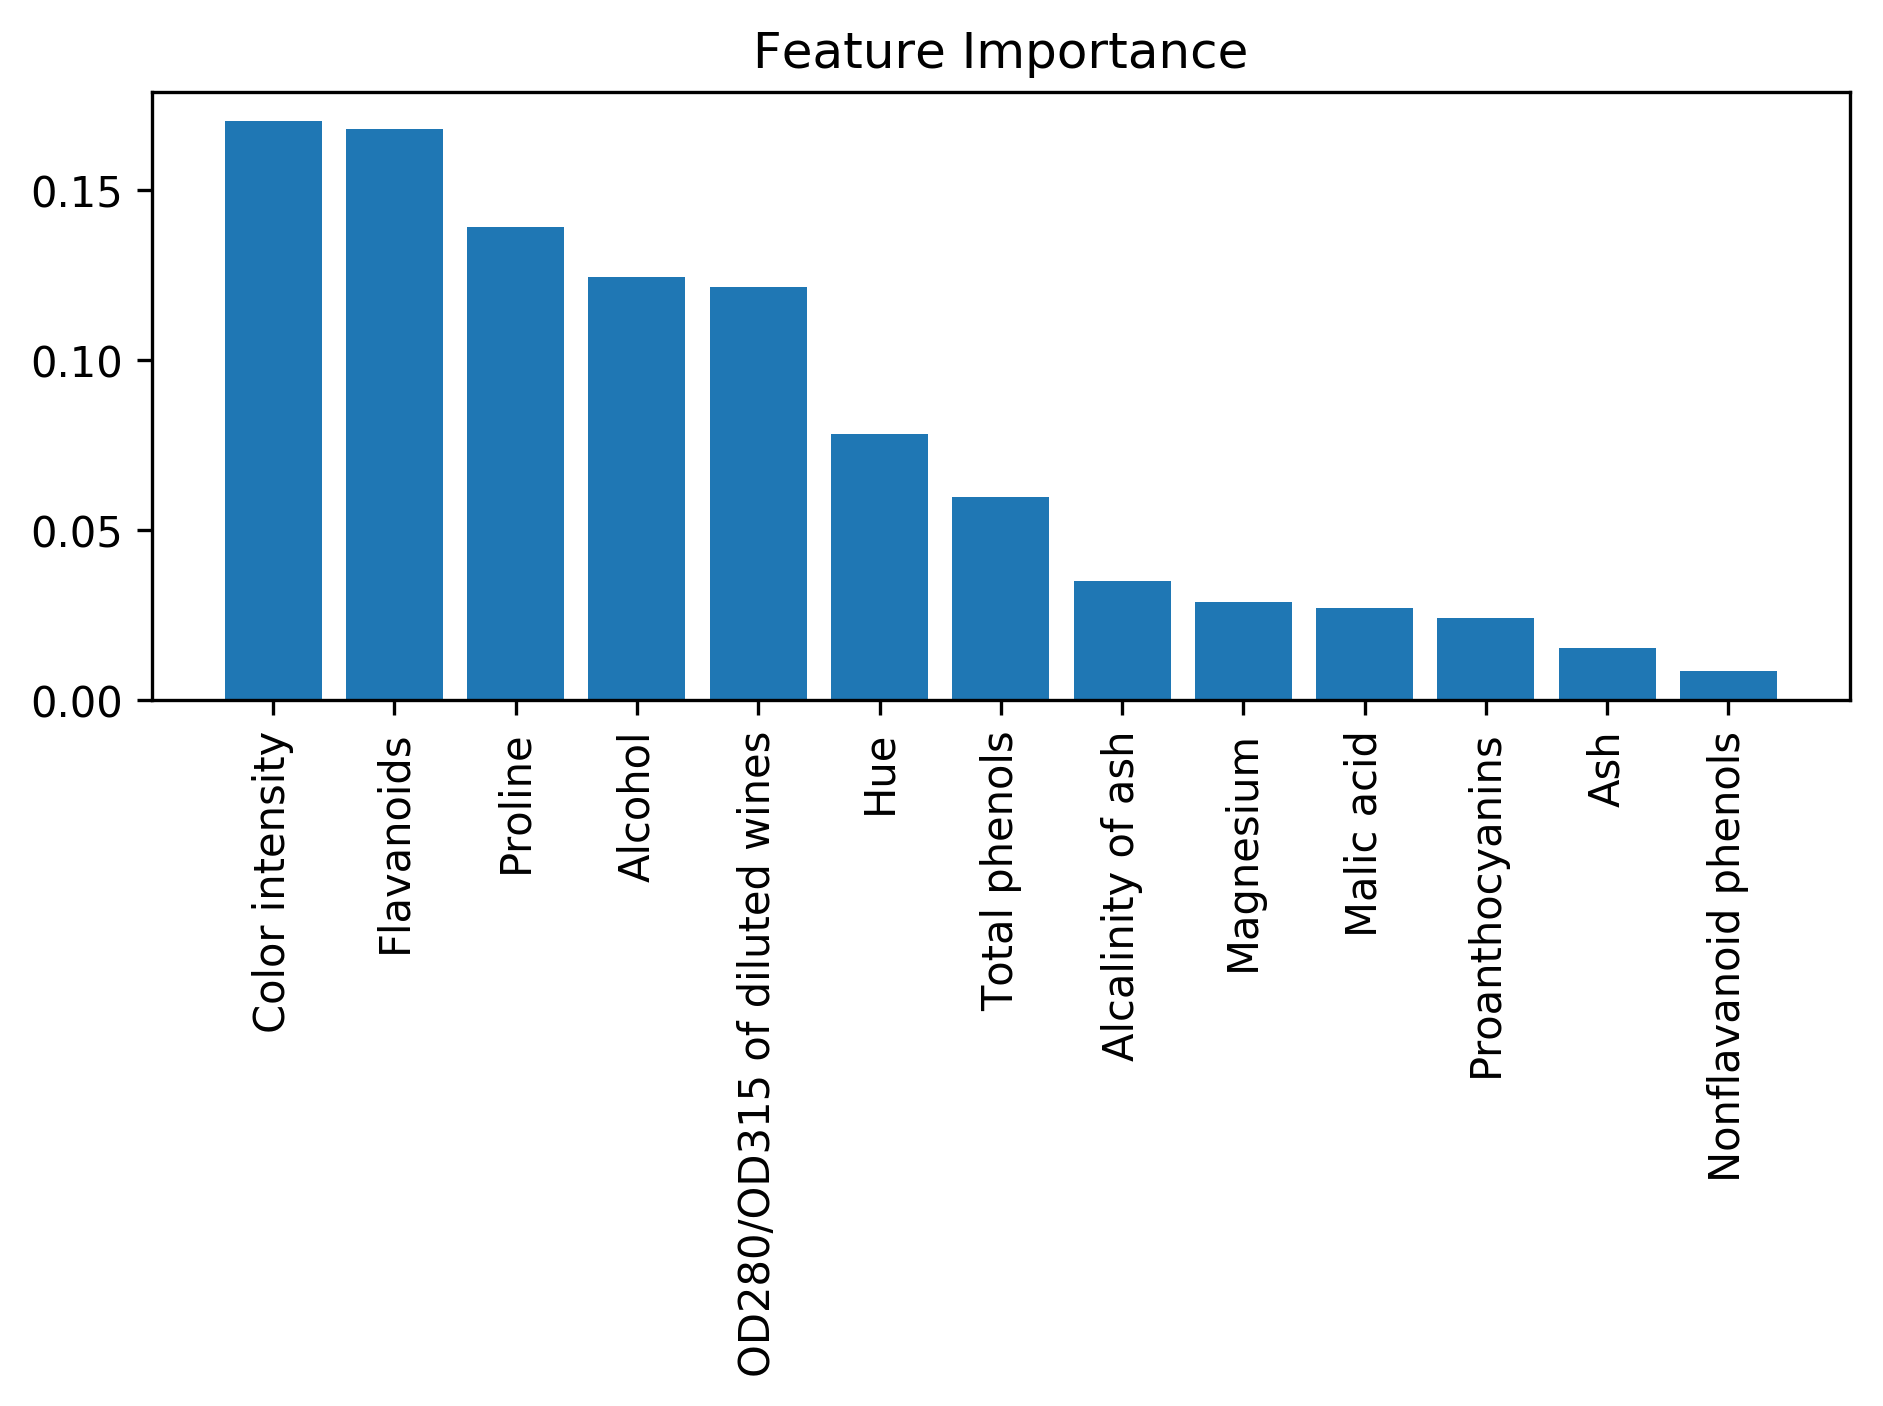 Feature Importance
0.15
0.10
0.05
0.00
Color intensity
Flavanoids
Proline
Alcohol
OD280/OD315 of diluted wines
Hue
Total phenols
Alcalinity of ash
Magnesium
Malic acid
Proanthocyanins
Ash
Nonflavanoid phenols